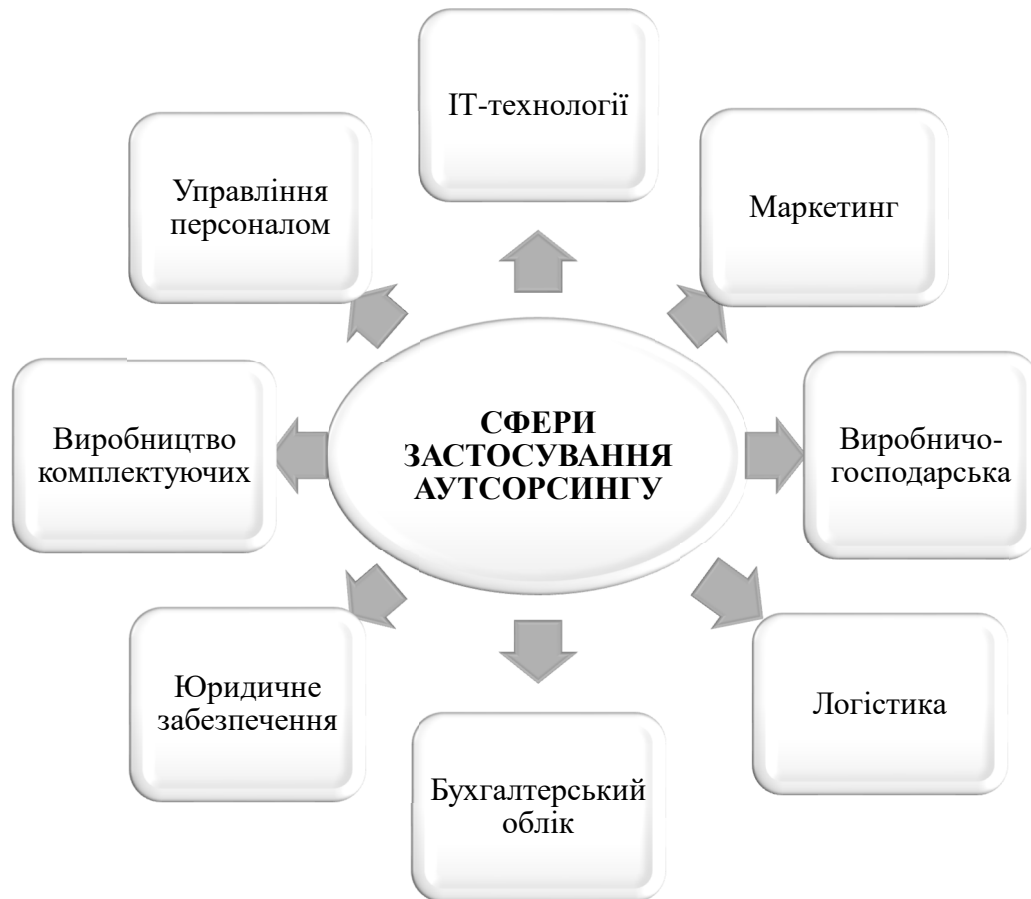 ІТ-технології
Управління
персоналом
Маркетинг
СФЕРИ
ЗАСТОСУВАННЯ
АУТСОРСИНГУ
Виробництво
комплектуючих
Виробничо-
господарська
Юридичне
забезпечення
Логістика
Бухгалтерський
облік